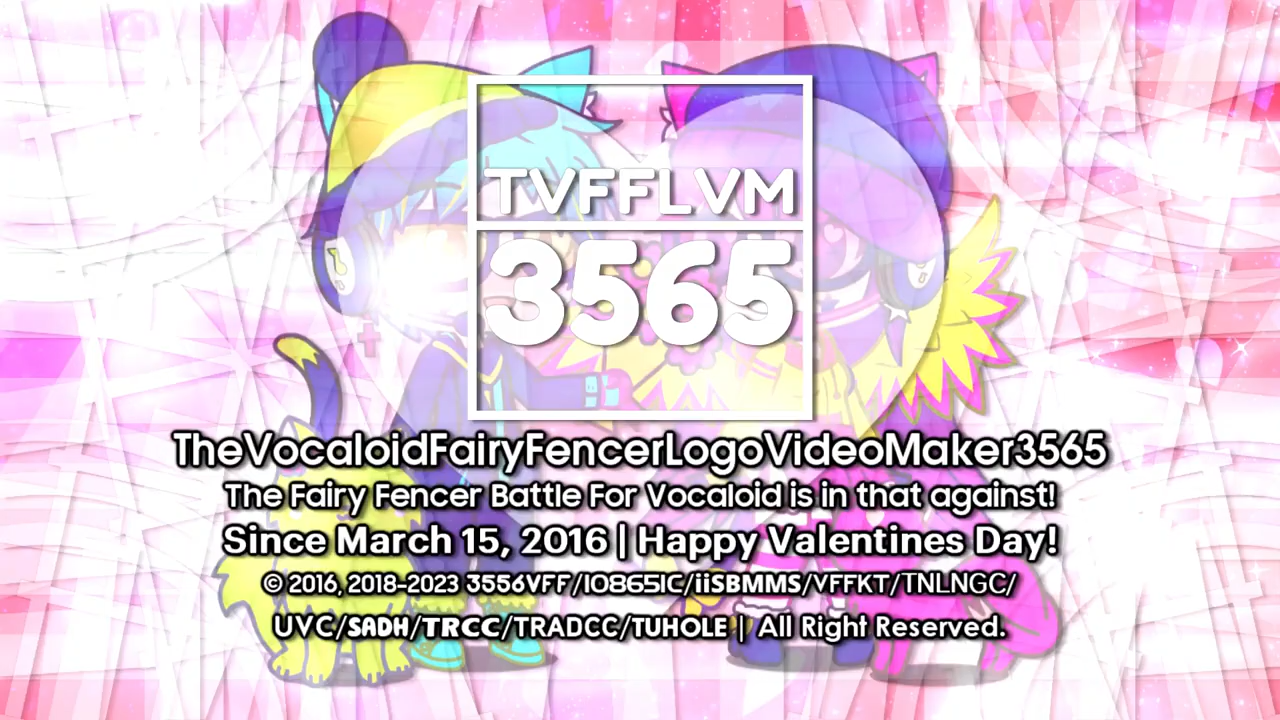 TVFFLVM
3565
TheVocaloidFairyFencerLogoVideoMaker3565
The Fairy Fencer Battle For Vocaloid is in that against!
Since March 15, 2016 | Happy Valentines Day!
© 2016, 2018-2023 3556VFF/10865IC/iiSBMMS/VFFKT/TNLNGC/
UVC/SADH/TRCC/TRADCC/TUHOLE | All Right Reserved.